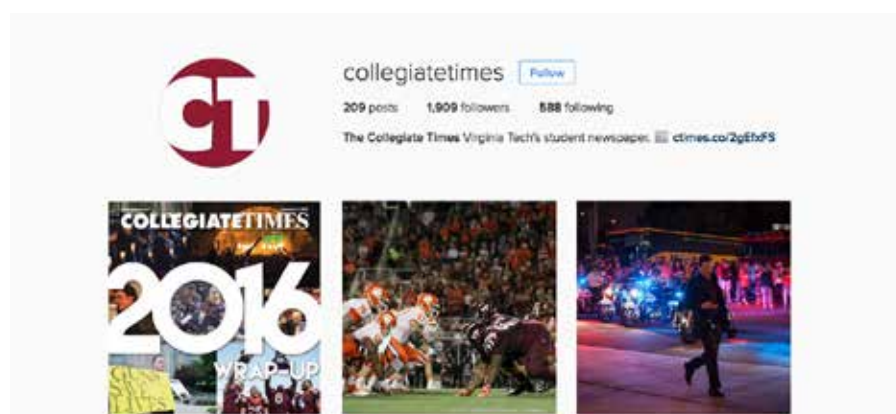 CT
collegiatetimes Follow
209 posts 1,909 followers 588 following
The Collegiate Times Virginia Tech's student newspaper. ctimes.co/2gEfxFS
COLLEGIATETIMES
2016
WRAP-UP
LIVES